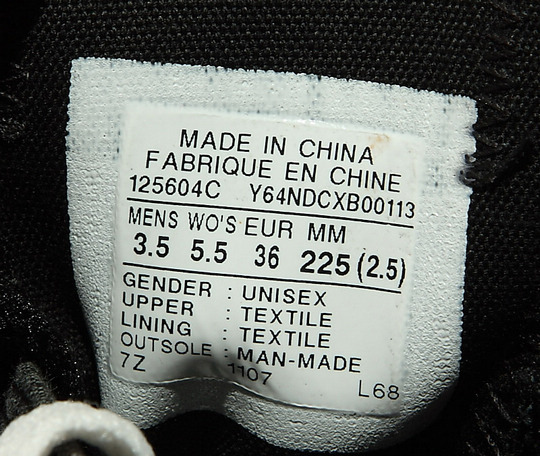 MADE IN CHINA
FABRIQUE EN CHINE
125604C Y64NDCXB00113
MENS WO'S EUR MM
3.5 5.5 36 225 (2.5)
GENDER : UNISEX
UPPER : TEXTILE
LINING : TEXTILE
OUTSOLE : MAN-MADE
7Z 1107 L68